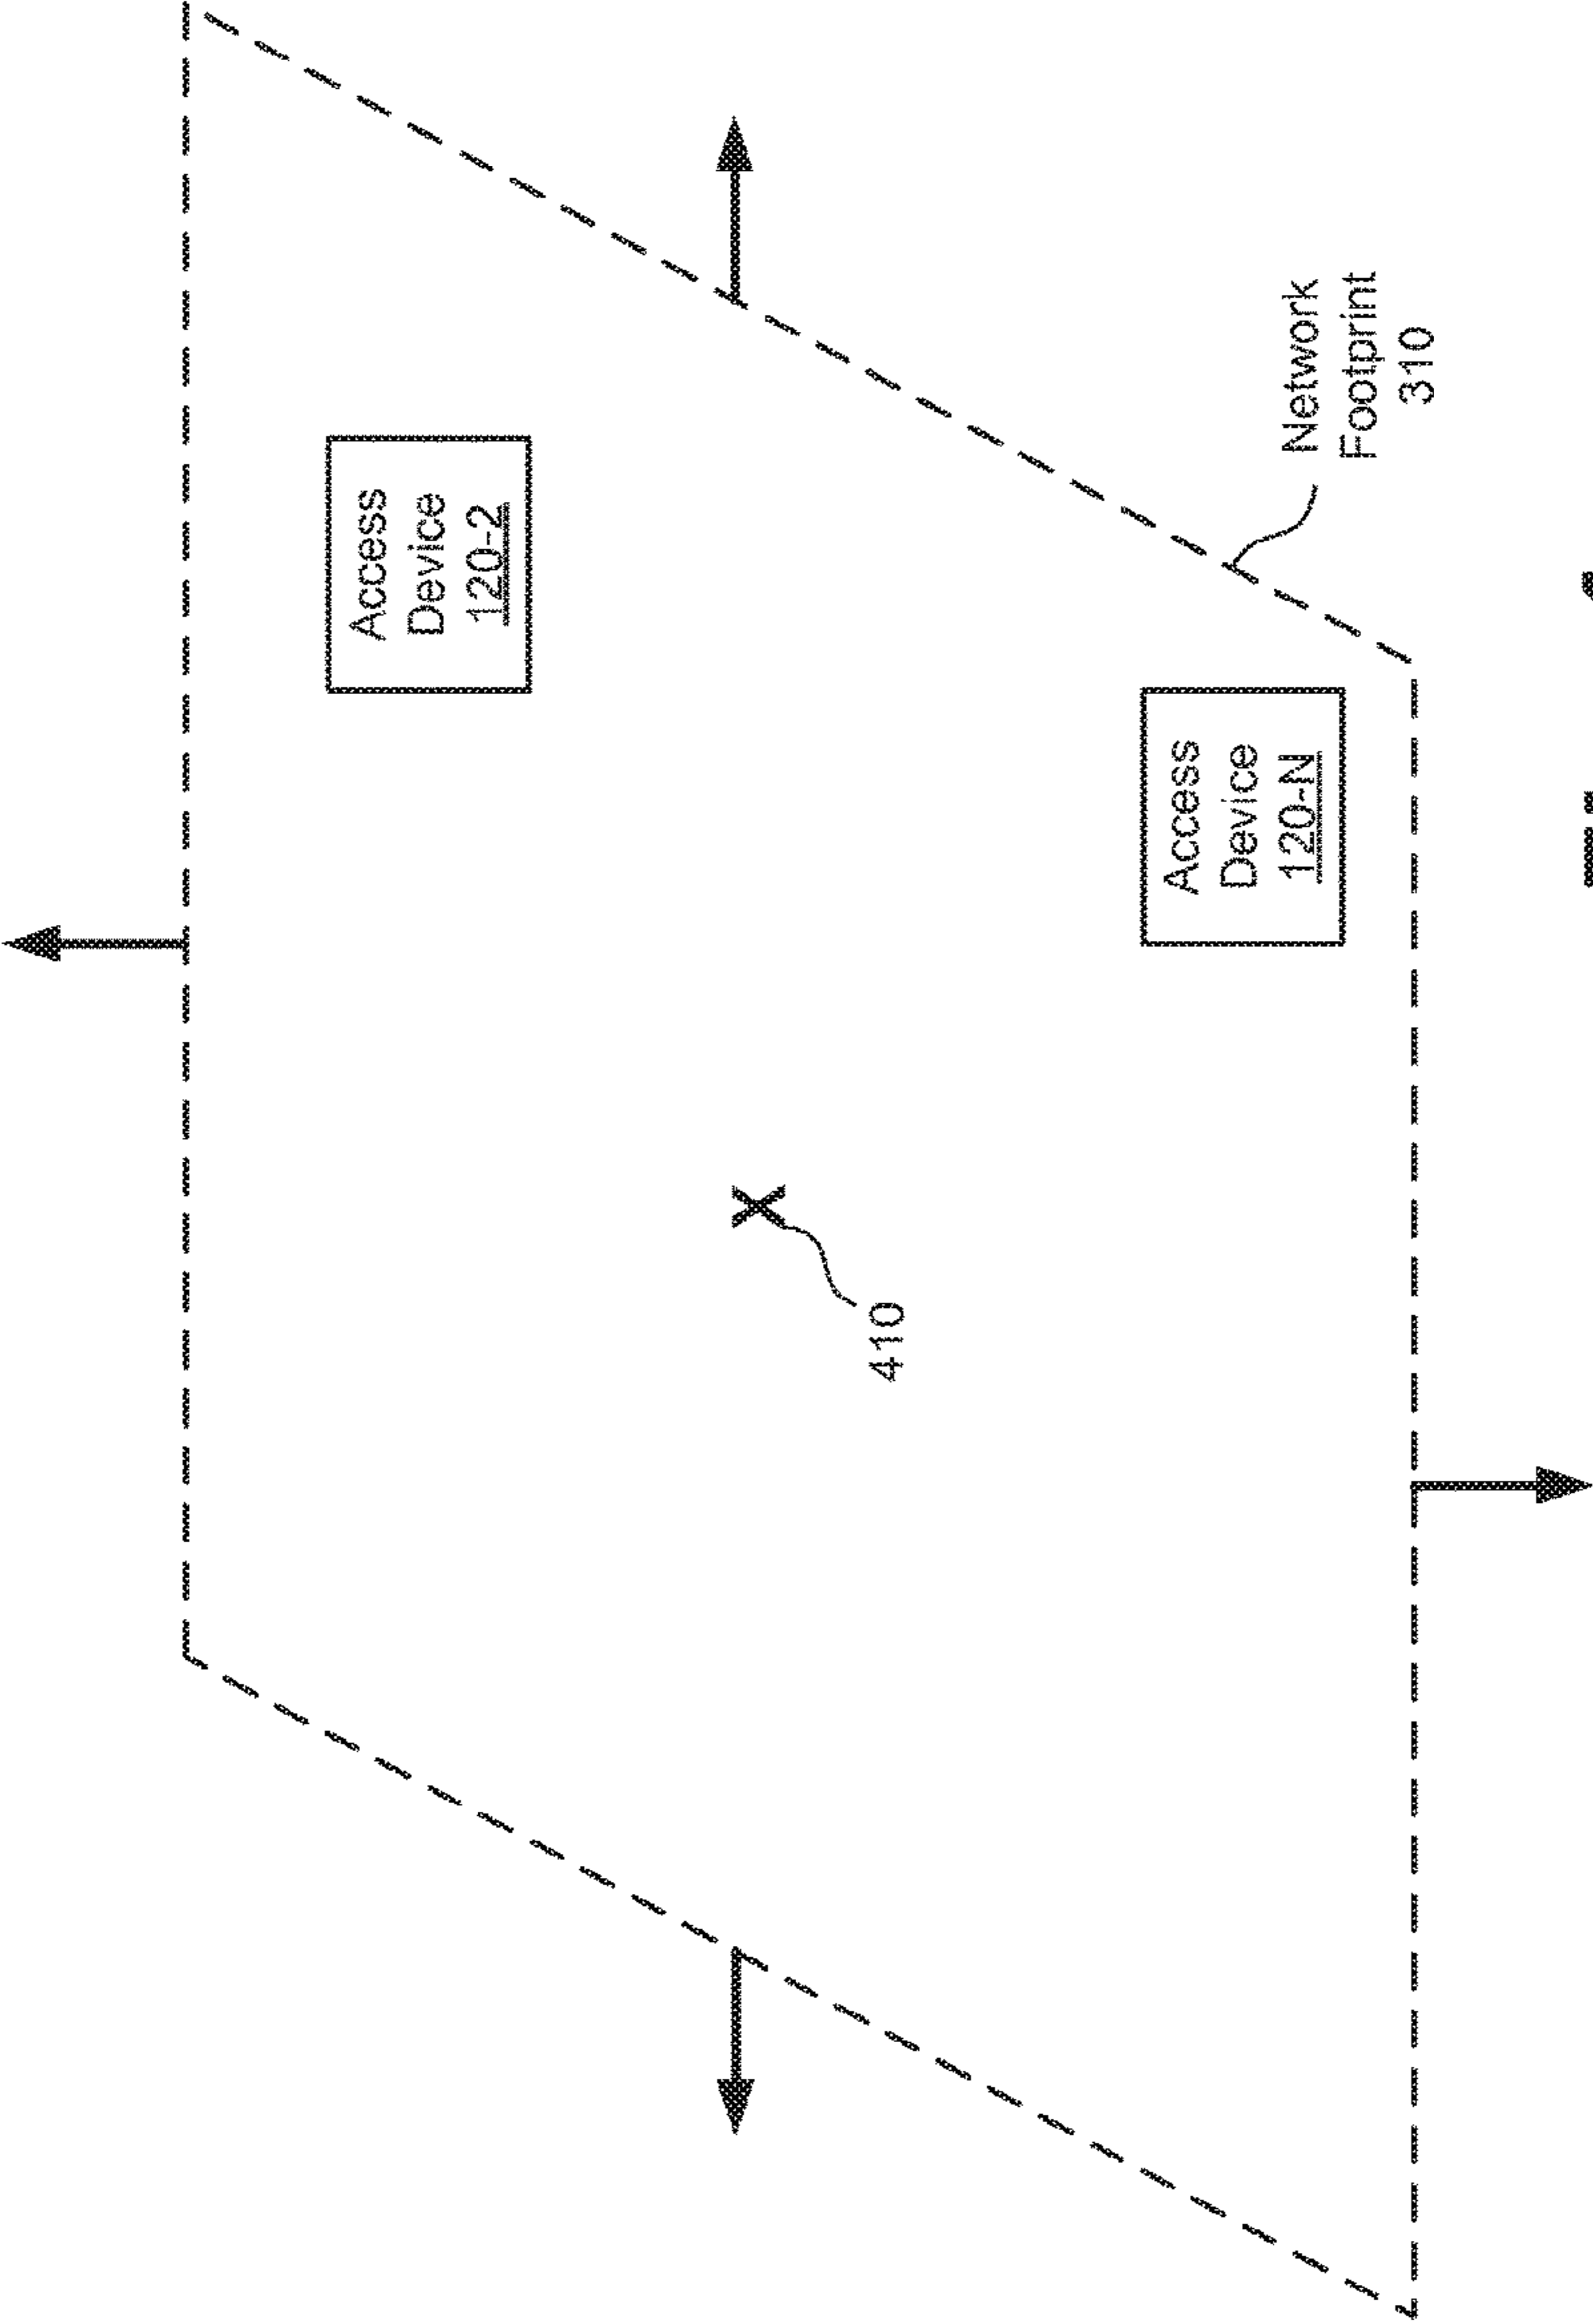 Access
Device
120-2
Network
Footprint
310
Access
Device
120-N
410